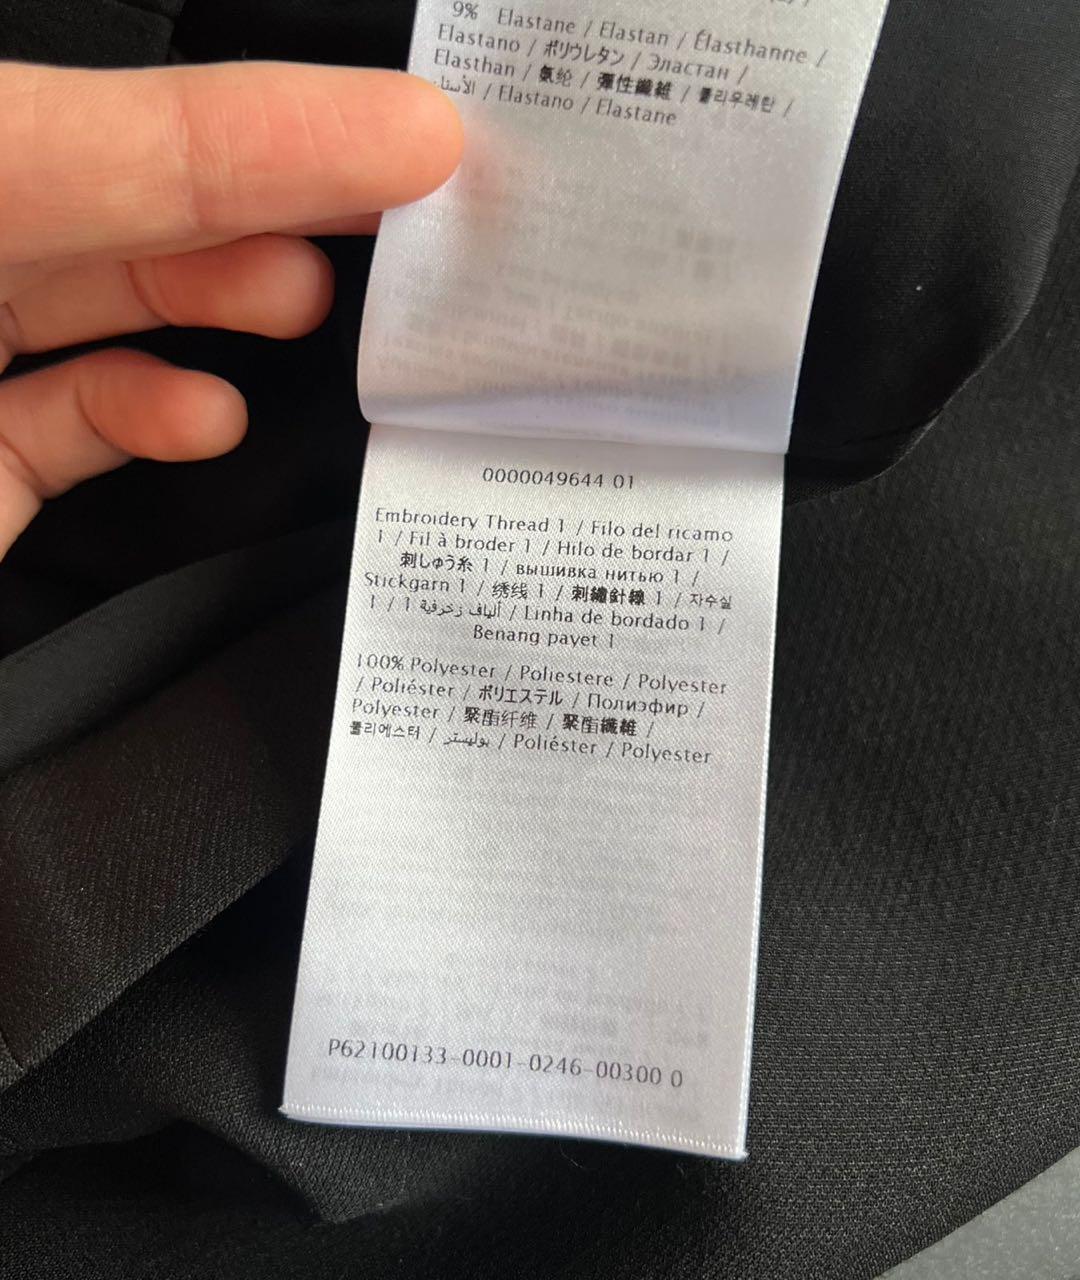 9% Elastane / Elastan / Élasthanne /
Elastano / ポリウレタン / Эластан /
Elasthan / 氨纶 / 彈性纖維 / 폴리우레탄 /
الأستان / Elastano / Elastane
0000049644 01
Embroidery Thread 1 / Filo del ricamo
1 / Fil à broder 1 / Hilo de bordar 1 /
刺しゅう糸 1 / вышивка нитью 1 /
Stickgarn 1 / 绣线 1 / 刺繡針線 1 / 자수실
1 / 1 ألياف زخرفية / Linha de bordado 1 /
Benang payet 1
100% Polyester / Poliestere / Polyester
/ Poliéster / ポリエステル / Полиэфир /
Polyester / 聚酯纤维 / 聚酯纖維 /
폴리에스터 / بوليستر / Poliéster / Polyester
P62100133-0001-0246-00300 0